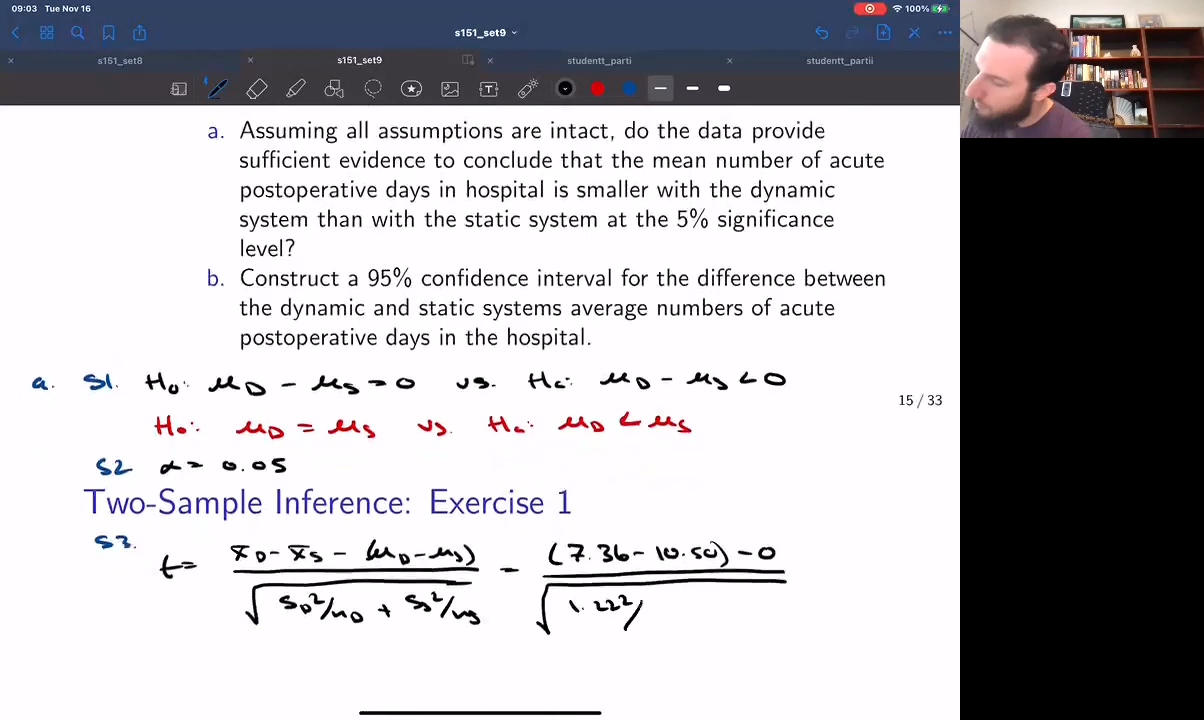 09:03 Tue Nov 16
100%
s151_set9
s151_set8
s151_set9
studentt_parti
studentt_partii
a. Assuming all assumptions are intact, do the data provide
sufficient evidence to conclude that the mean number of acute
postoperative days in hospital is smaller with the dynamic
system than with the static system at the 5% significance
level?
b. Construct a 95% confidence interval for the difference between
the dynamic and static systems average numbers of acute
postoperative days in the hospital.
a. S1. H₀: μD − μS = 0 vs. Hₐ: μD − μS < 0
15 / 33
H₀: μD = μS vs. Hₐ: μD < μS
S2 α = 0.05
Two-Sample Inference: Exercise 1
S3.
t = x̄D − x̄S − (μD − μS) / √(SD²/nD + SS²/nS) = (7.36 − 10.50) − 0 / √(1.22²/